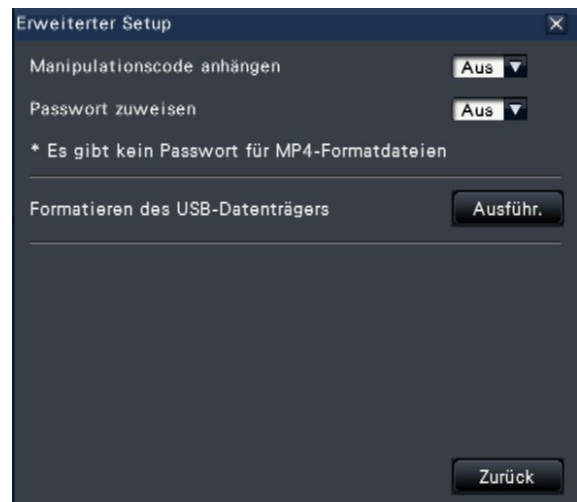 Erweiterter Setup
Manipulationscode anhängen Aus
Passwort zuweisen Aus
* Es gibt kein Passwort für MP4-Formatdateien
Formatieren des USB-Datenträgers Ausführ.
Zurück